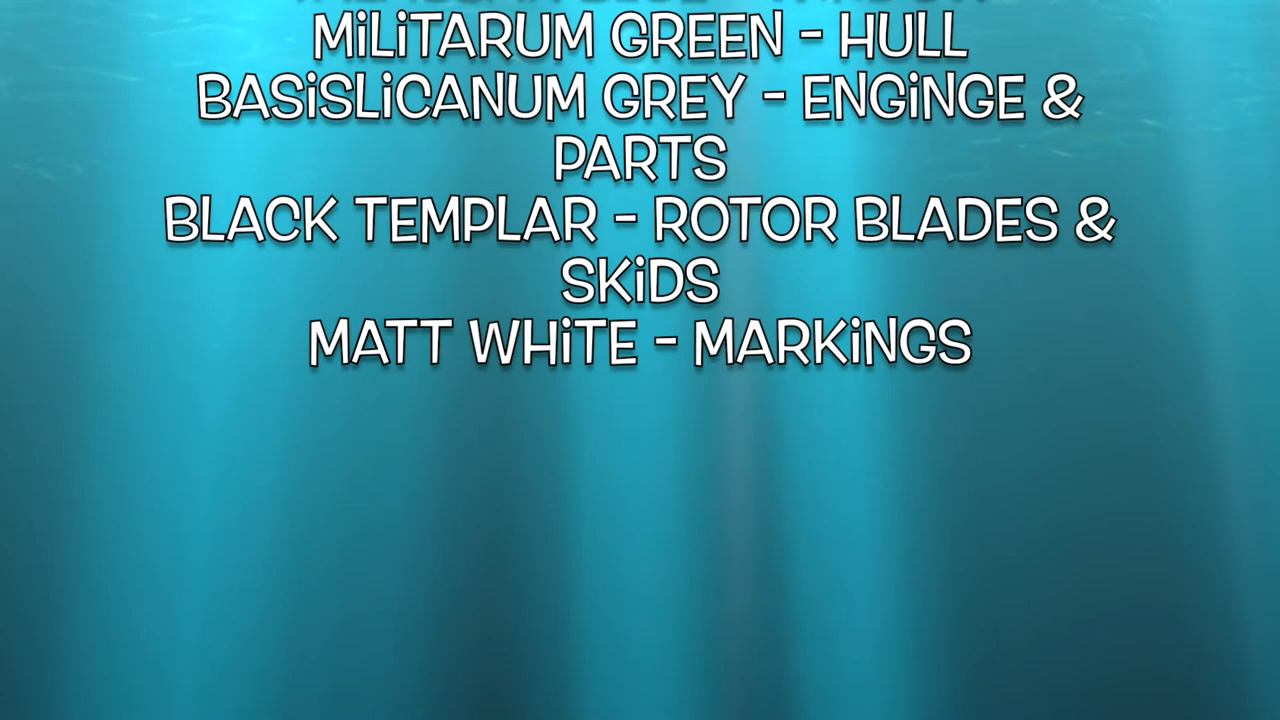 MiLiTARUM GREEN - HULL
BASiSLiCANUM GREY - ENGiNGE &
PARTS
BLACK TEMPLAR - ROTOR BLADES &
SKiDS
MATT WHiTE - MARKiNGS